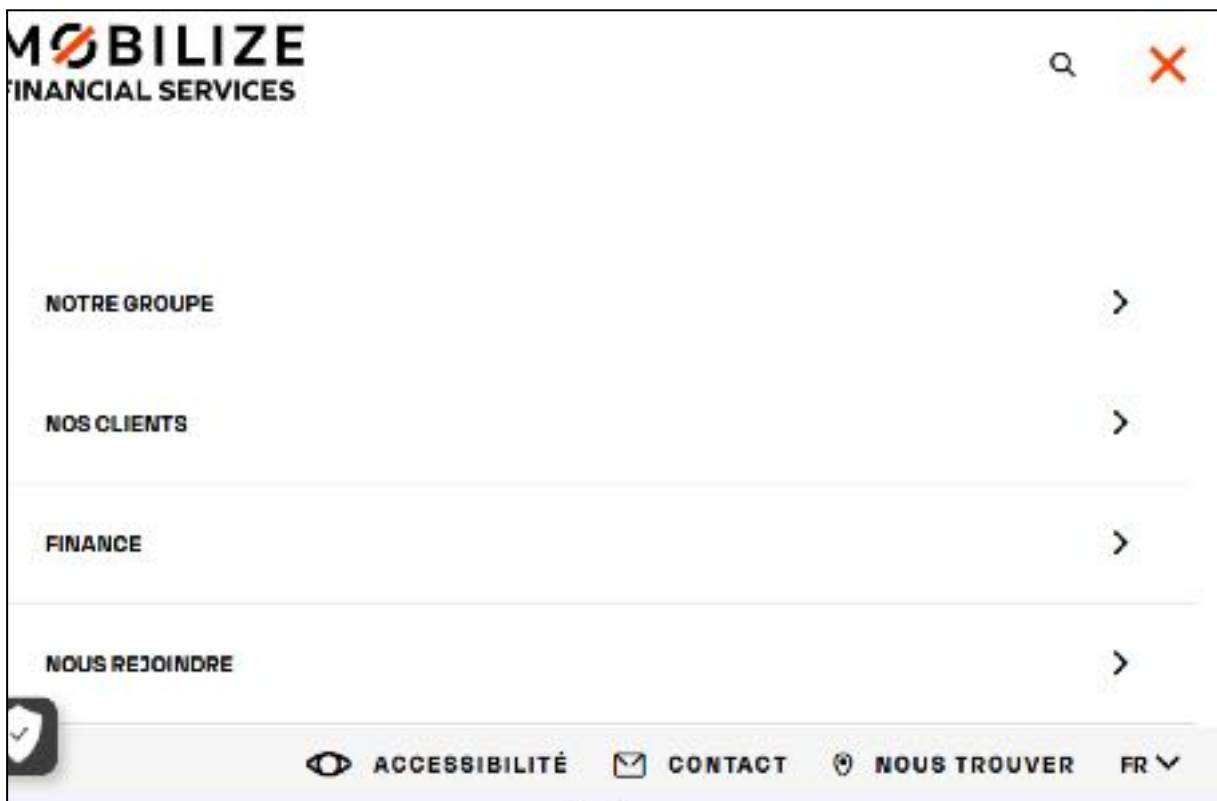 MOBILIZE
FINANCIAL SERVICES
NOTRE GROUPE
NOS CLIENTS
FINANCE
NOUS REJOINDRE
ACCESSIBILITÉ CONTACT NOUS TROUVER FR